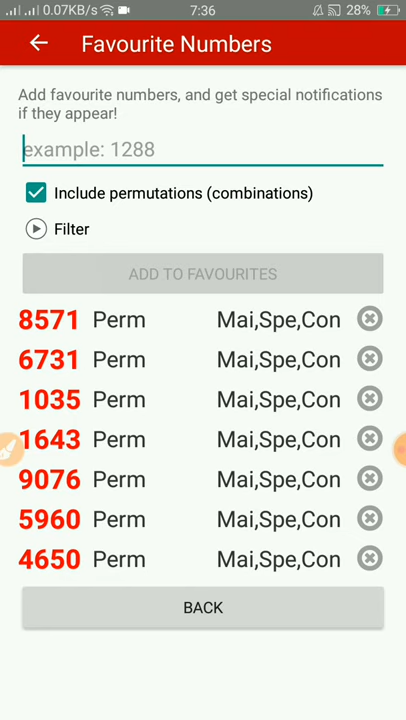 0.07KB/s 7:36 28%
Favourite Numbers
Add favourite numbers, and get special notifications
if they appear!
example: 1288
Include permutations (combinations)
Filter
ADD TO FAVOURITES
8571 Perm Mai,Spe,Con
6731 Perm Mai,Spe,Con
1035 Perm Mai,Spe,Con
1643 Perm Mai,Spe,Con
9076 Perm Mai,Spe,Con
5960 Perm Mai,Spe,Con
4650 Perm Mai,Spe,Con
BACK